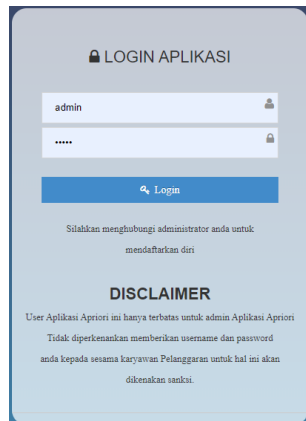 LOGIN APLIKASI
admin
•••••
Login
Silahkan menghubungi administrator anda untuk
mendaftarkan diri
DISCLAIMER
User Aplikasi Apriori ini hanya terbatas untuk admin Aplikasi Apriori
Tidak diperkenankan memberikan username dan password
anda kepada sesama karyawan Pelanggaran untuk hal ini akan
dikenakan sanksi.